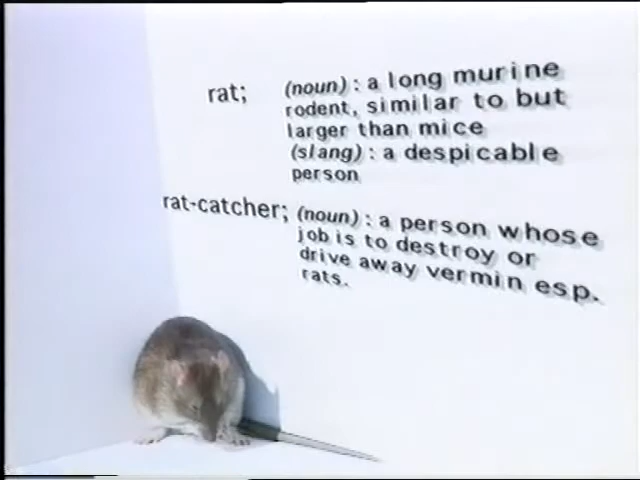 rat; (noun) : a long murine
rodent, similar to but
larger than mice
(slang) : a despicable
person
rat-catcher; (noun) : a person whose
job is to destroy or
drive away vermin esp.
rats.